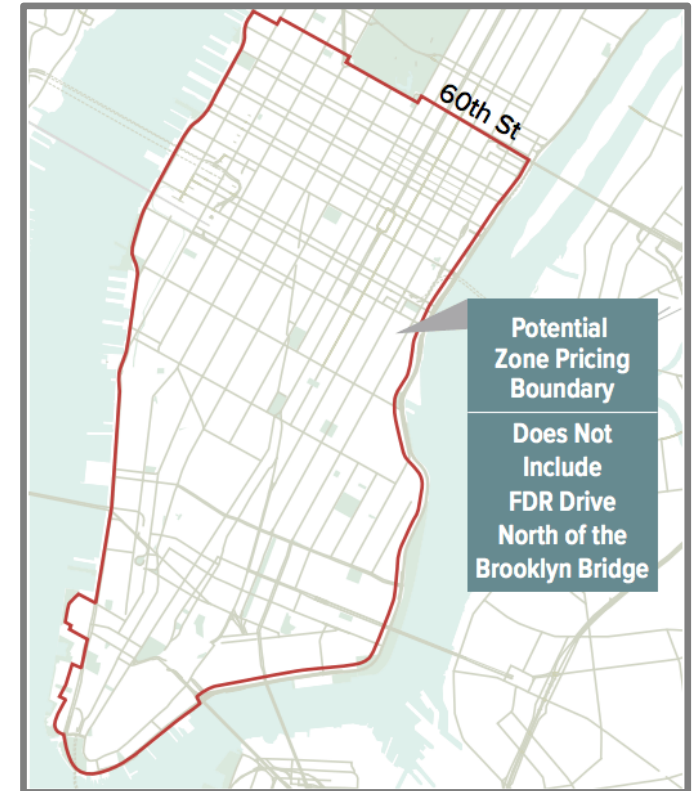 60th St
Potential
Zone Pricing
Boundary
Does Not
Include
FDR Drive
North of the
Brooklyn Bridge